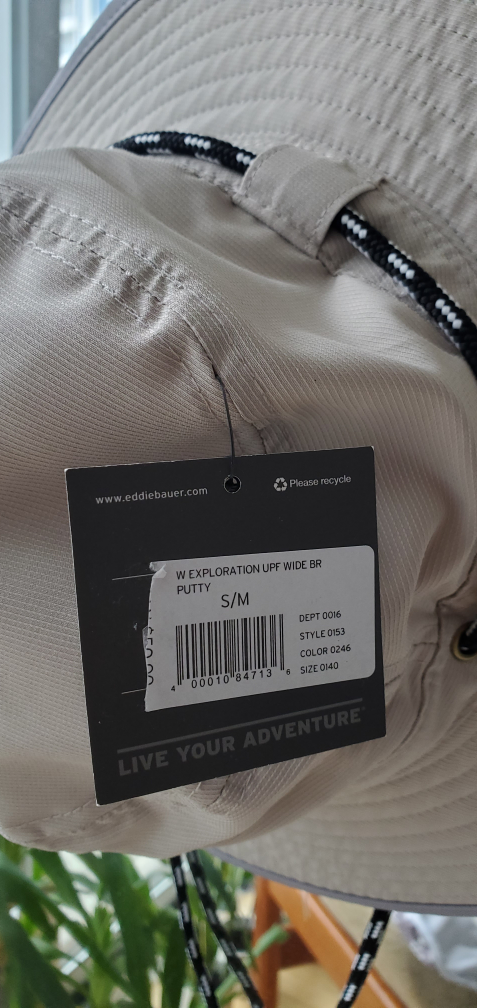 www.eddiebauer.com
Please recycle
W EXPLORATION UPF WIDE BR
PUTTY
S/M
DEPT 0016
STYLE 0153
COLOR 0246
SIZE 0140
4 00010 84713 6
LIVE YOUR ADVENTURE